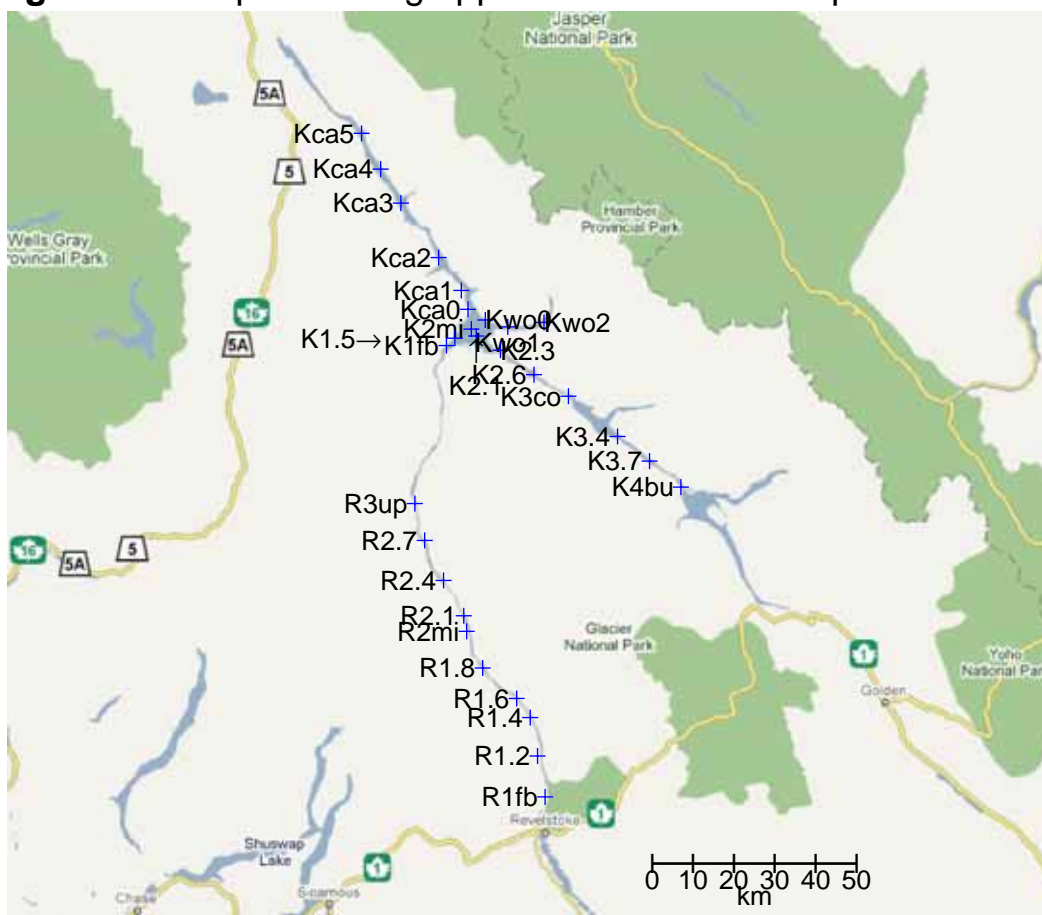 Jasper
National Park
5A
Kca5
5
Kca4
Kca3
Hamber
Provincial Park
Wells Gray
rovincial Park
Kca2
Kca1
Kca0
16
Kwo0
Kwo2
K2mi
5A
K1.5→
K1fb
Kwo1
K2.3
K2.6
K2.1
K3co
K3.4
K3.7
K4bu
R3up
R2.7
16
5A
5
R2.4
R2.1
R2mi
Glacier
National Park
1
Yoho
National Par
R1.8
Golden
R1.6
R1.4
R1.2
R1fb
1
Revelstoke
Shuswap
Lake
1
0 10 20 30 40 50
km
Chase
Sicamous